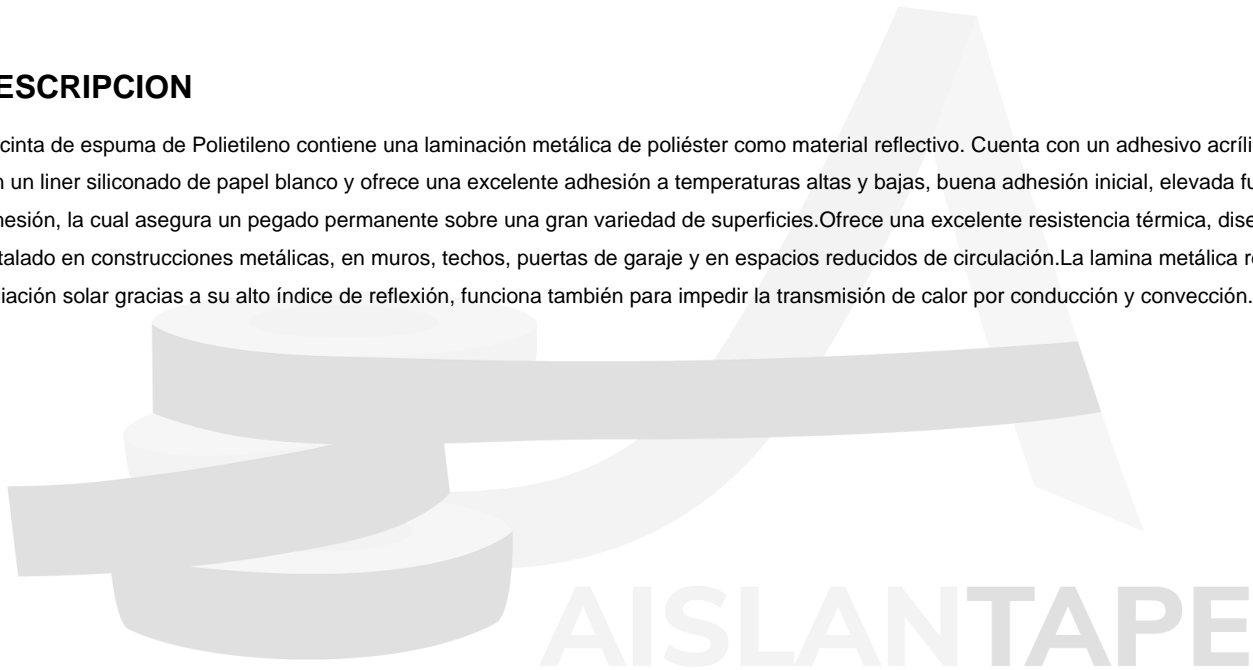 ESCRIPCION
cinta de espuma de Polietileno contiene una laminación metálica de poliéster como material reflectivo. Cuenta con un adhesivo acríli
n un liner siliconado de papel blanco y ofrece una excelente adhesión a temperaturas altas y bajas, buena adhesión inicial, elevada fu
hesión, la cual asegura un pegado permanente sobre una gran variedad de superficies.Ofrece una excelente resistencia térmica, dise
talado en construcciones metálicas, en muros, techos, puertas de garaje y en espacios reducidos de circulación.La lamina metálica re
iación solar gracias a su alto índice de reflexión, funciona también para impedir la transmisión de calor por conducción y convección.
AISLANTAPE